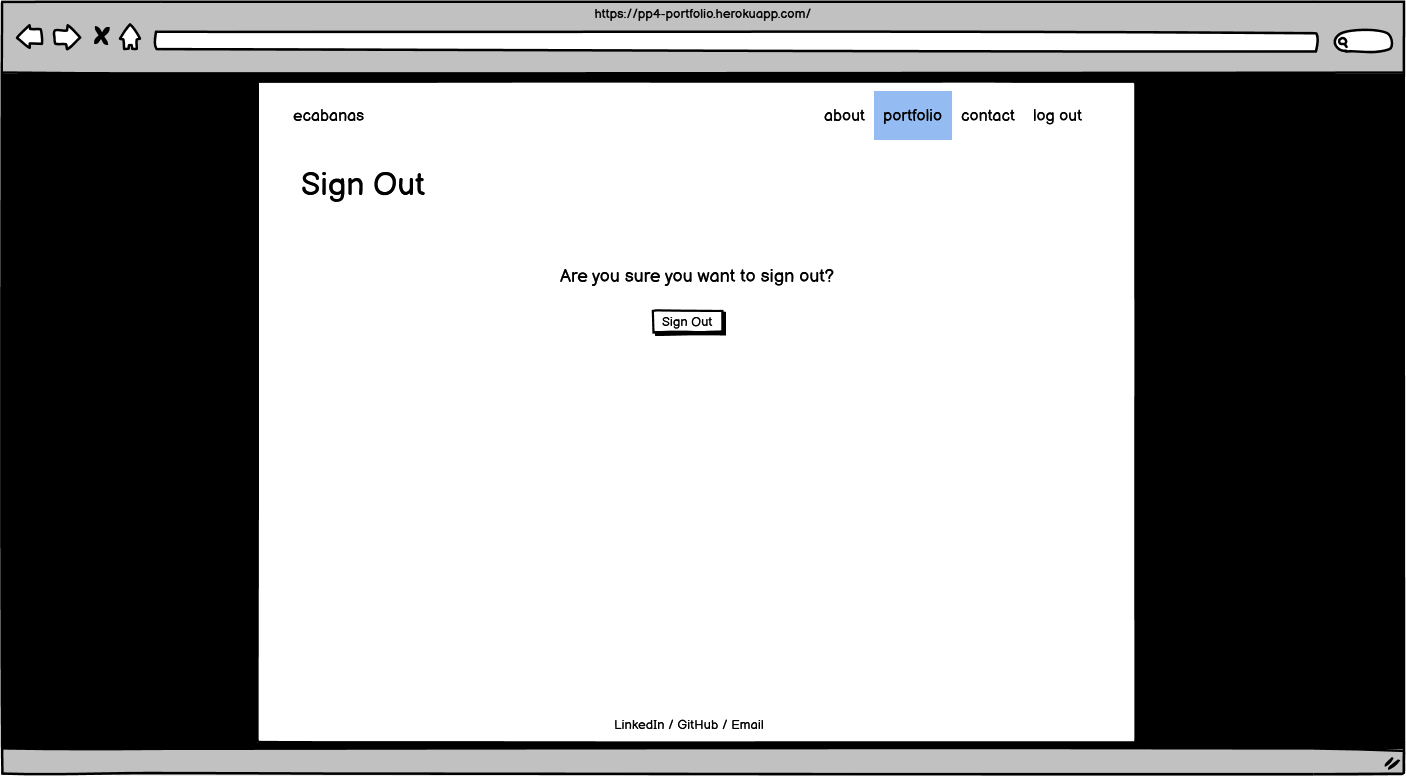 https://pp4-portfolio.herokuapp.com/
ecabanas about portfolio contact log out
Sign Out
Are you sure you want to sign out?
Sign Out
LinkedIn / GitHub / Email